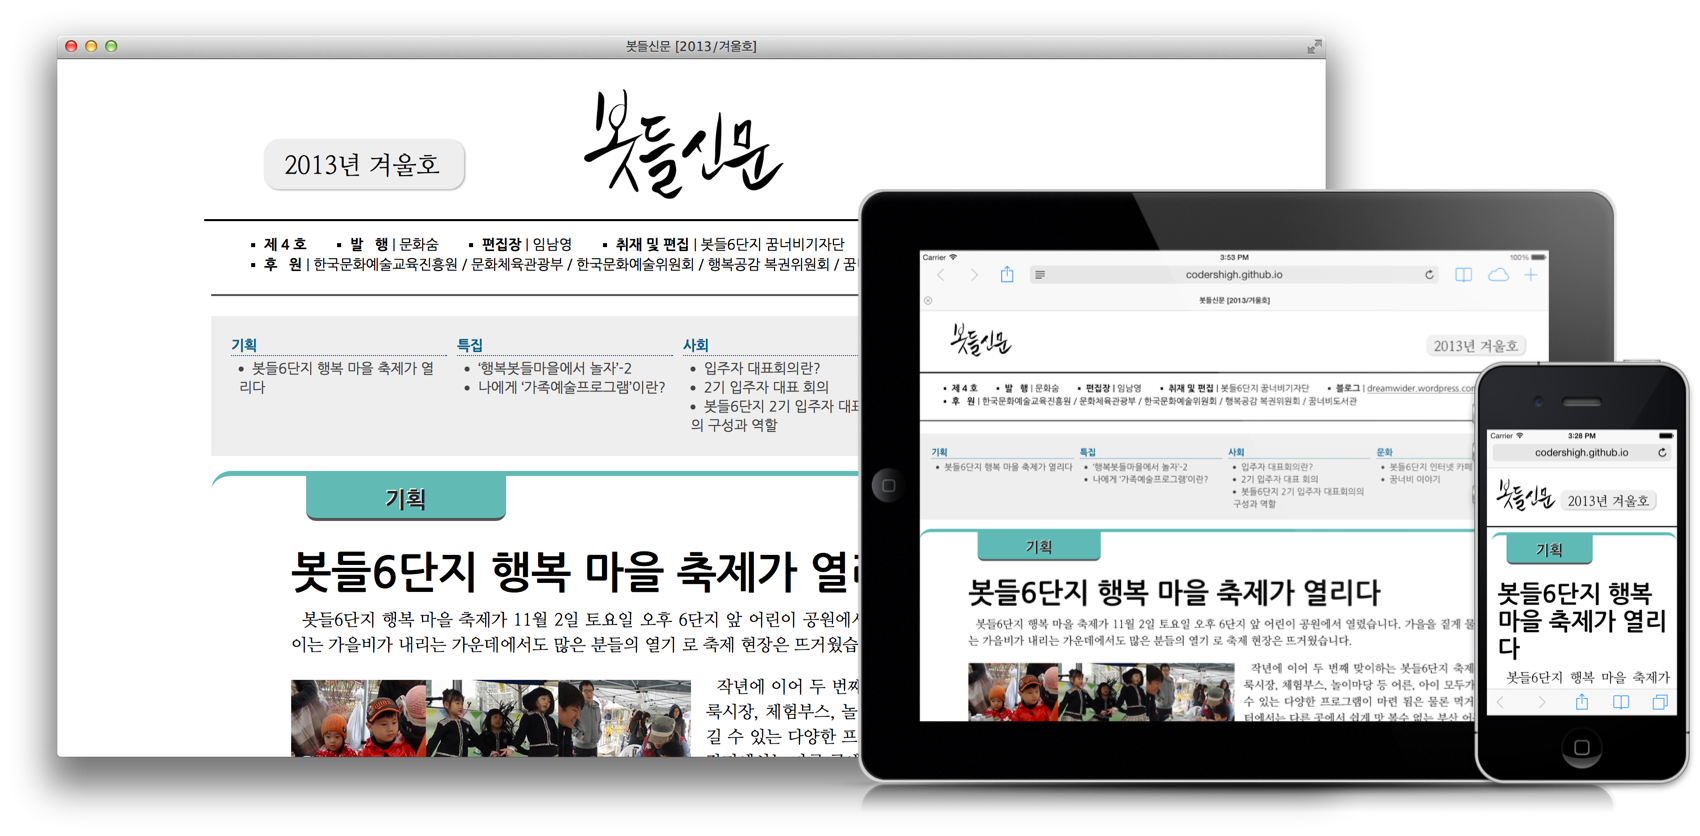 봇들신문 [2013/겨울호]
봇들신문
2013년 겨울호
▪ 제 4 호 ▪ 발 행 | 문화숨 ▪ 편집장 | 임남영 ▪ 취재 및 편집 | 봇들6단지 꿈너비기자단
▪ 후 원 | 한국문화예술교육진흥원 / 문화체육관광부 / 한국문화예술위원회 / 행복공감 복권위원회 / 꿈
기획
• 봇들6단지 행복 마을 축제가 열
리다
특집
• ‘행복봇들마을에서 놀자’-2
• 나에게 ‘가족예술프로그램’이란?
사회
• 입주자 대표회의란?
• 2기 입주자 대표 회의
• 봇들6단지 2기 입주자 대표
의 구성과 역할
기획
봇들6단지 행복 마을 축제가 열
봇들6단지 행복 마을 축제가 11월 2일 토요일 오후 6단지 앞 어린이 공원에서
이는 가을비가 내리는 가운데에서도 많은 분들의 열기 로 축제 현장은 뜨거웠습
작년에 이어 두 번째
룩시장, 체험부스, 놀
길 수 있는 다양한 프
Carrier 3:53 PM 100%
codershigh.github.io
봇들신문 [2013/겨울호]
봇들신문
2013년 겨울호
▪ 제 4 호 ▪ 발 행 | 문화숨 ▪ 편집장 | 임남영 ▪ 취재 및 편집 | 봇들6단지 꿈너비기자단 ▪ 블로그 | dreamwider.wordpress.com
▪ 후 원 | 한국문화예술교육진흥원 / 문화체육관광부 / 한국문화예술위원회 / 행복공감 복권위원회 / 꿈너비도서관
기획
• 봇들6단지 행복 마을 축제가 열리다
특집
• ‘행복봇들마을에서 놀자’-2
• 나에게 ‘가족예술프로그램’이란?
사회
• 입주자 대표회의란?
• 2기 입주자 대표 회의
• 봇들6단지 2기 입주자 대표회의의
구성과 역할
문화
• 봇들6단지 인터넷 카페
• 꿈너비 이야기
기획
봇들6단지 행복 마을 축제가 열리다
봇들6단지 행복 마을 축제가 11월 2일 토요일 오후 6단지 앞 어린이 공원에서 열렸습니다. 가을을 짙게 물
는 가을비가 내리는 가운데에서도 많은 분들의 열기 로 축제 현장은 뜨거웠습니다.
작년에 이어 두 번째 맞이하는 봇들6단지 축제
룩시장, 체험부스, 놀이마당 등 어른, 아이 모두가
수 있는 다양한 프로그램이 마련 됨은 물론 먹거
터에서는 다른 곳에서 쉽게 맛 볼수 없는 부산 어
Carrier 3:28 PM
codershigh.github.io
봇들신문
2013년 겨울호
기획
봇들6단지 행복
마을 축제가 열리
다
봇들6단지 행복 마을 축제가